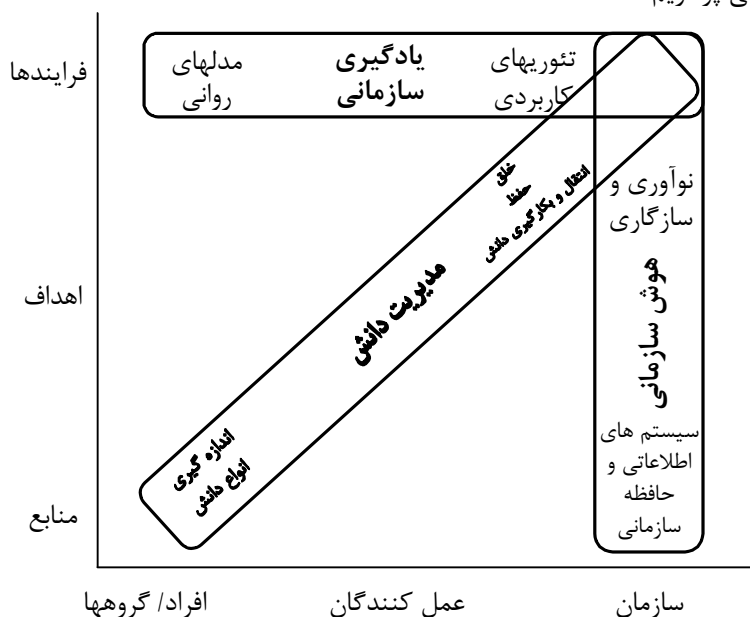 فرایندها
مدلهای
روانی
یادگیری
سازمانی
تئوریهای
کاربردی
خلق
حفظ
انتقال و بکارگیری دانش
نوآوری و
سازگاری
اهداف
مدیریت دانش
هوش سازمانی
اندازه گیری
انواع دانش
سیستم های
اطلاعاتی و
حافظه
سازمانی
منابع
افراد/ گروهها
عمل کنندگان
سازمان